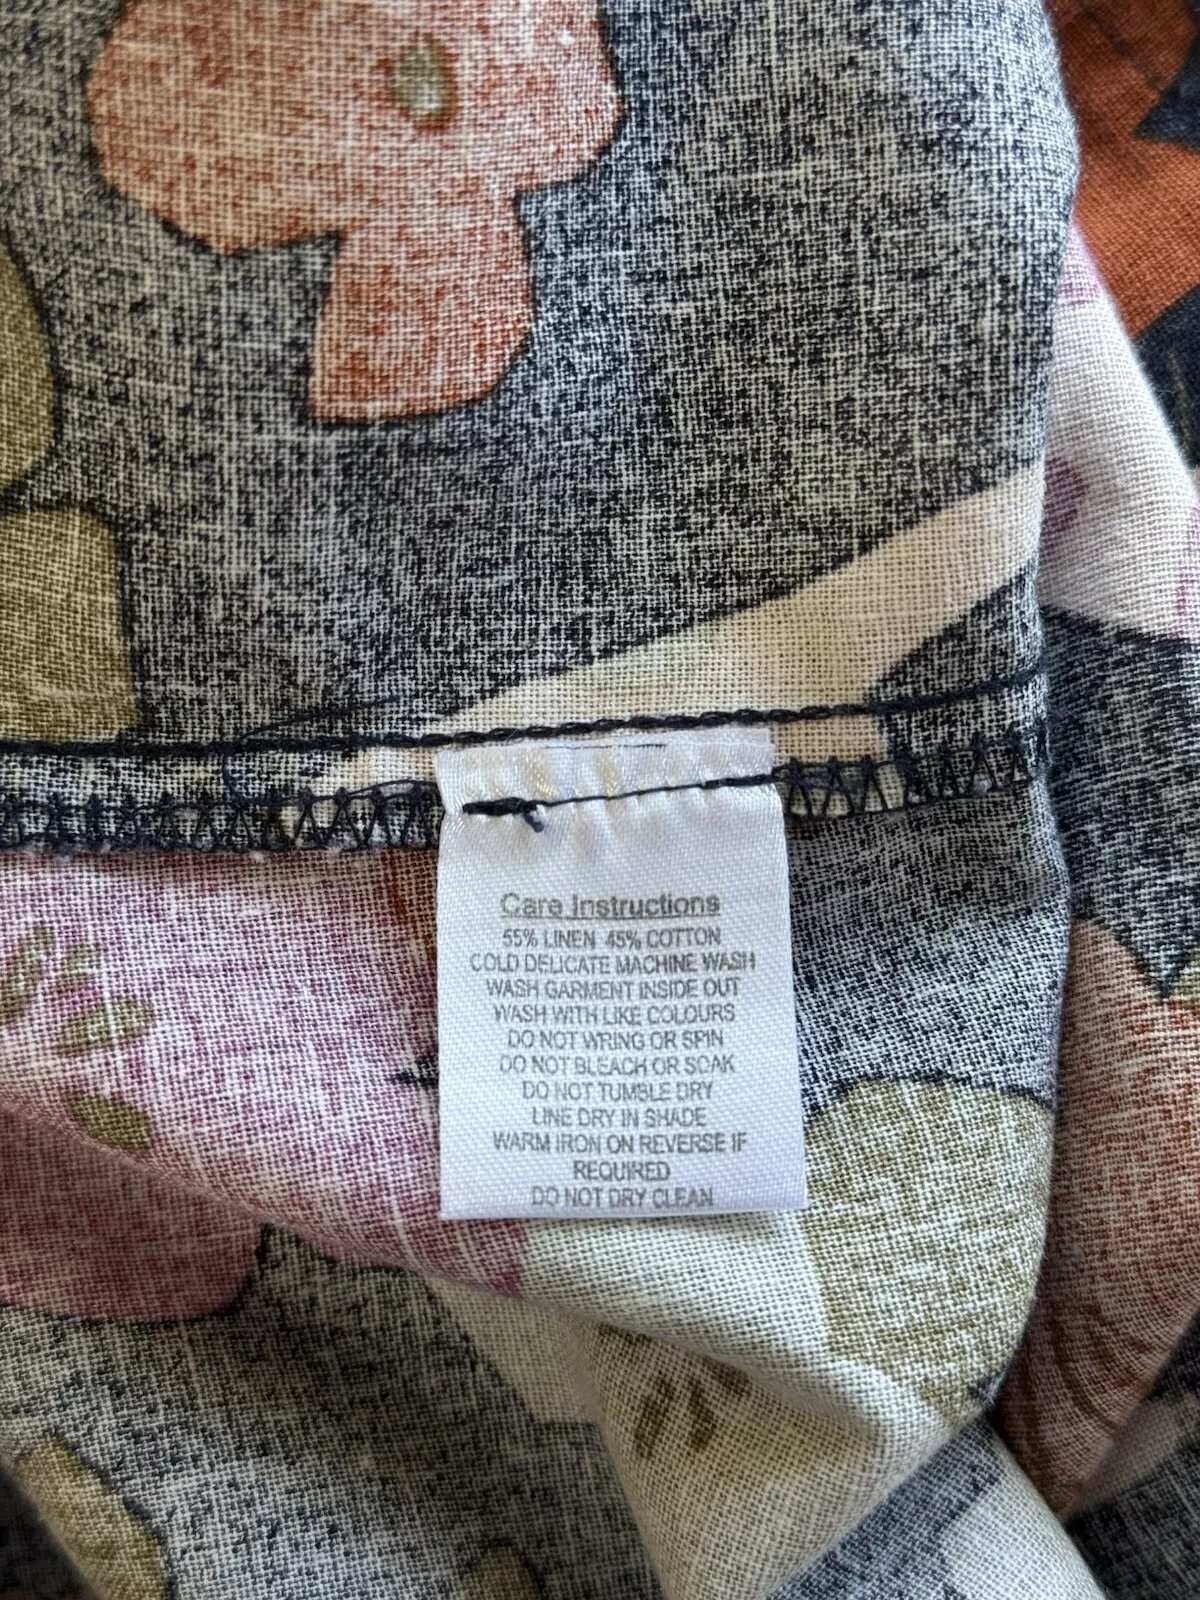 Care Instructions
55% LINEN 45% COTTON
COLD DELICATE MACHINE WASH
WASH GARMENT INSIDE OUT
WASH WITH LIKE COLOURS
DO NOT WRING OR SPIN
DO NOT BLEACH OR SOAK
DO NOT TUMBLE DRY
LINE DRY IN SHADE
WARM IRON ON REVERSE IF
REQUIRED
DO NOT DRY CLEAN